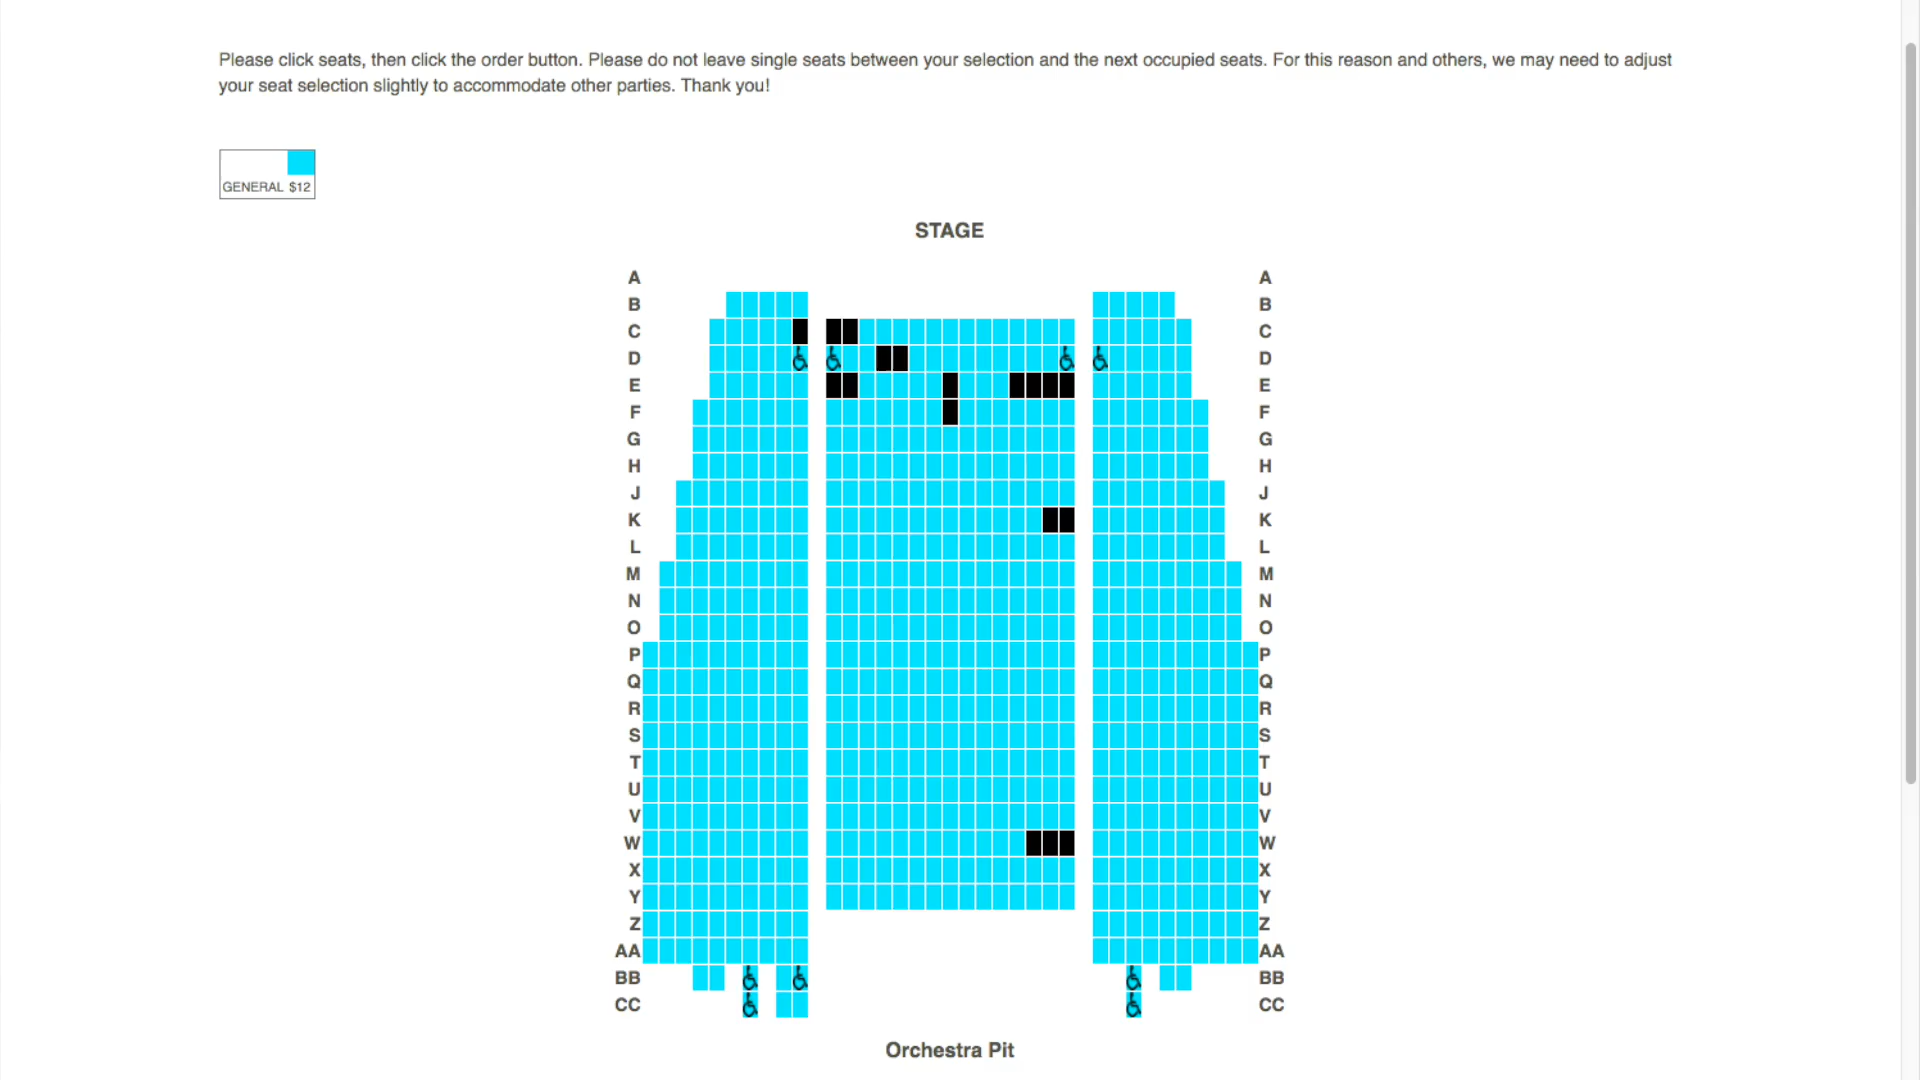 Please click seats, then click the order button. Please do not leave single seats between your selection and the next occupied seats. For this reason and others, we may need to adjust
your seat selection slightly to accommodate other parties. Thank you!
GENERAL $12
STAGE
A A
B B
C C
D D
E E
F F
G G
H H
J J
K K
L L
M M
N N
O O
P P
Q Q
R R
S S
T T
U U
V V
W W
X X
Y Y
Z Z
AA AA
BB BB
CC CC
Orchestra Pit